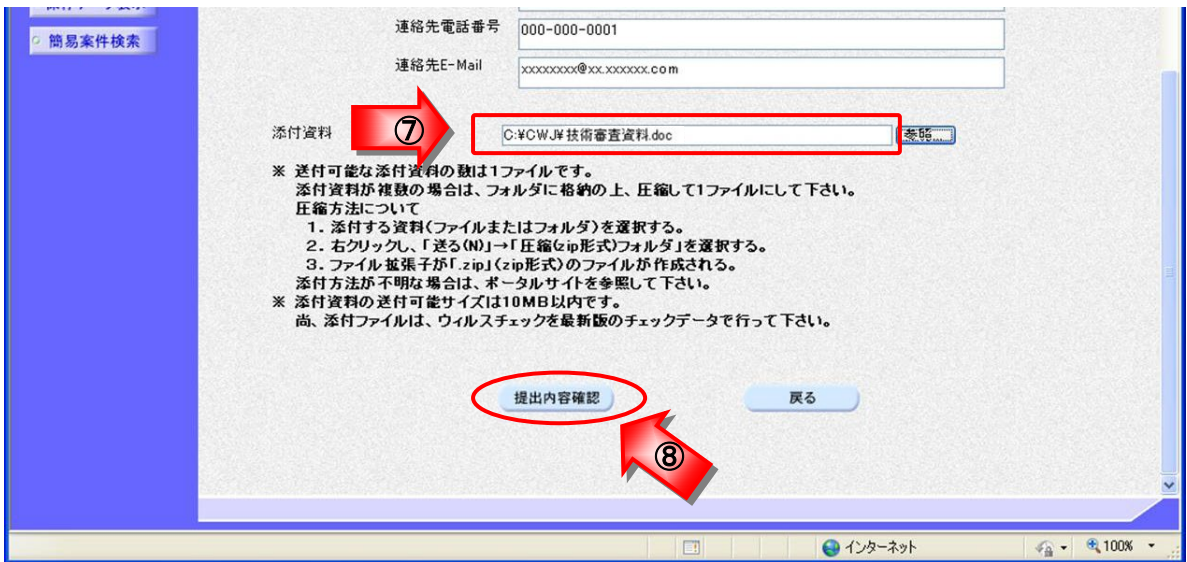 簡易案件検索
連絡先電話番号 000-000-0001
連絡先E-Mail xxxxxxxx@xx.xxxxxx.com
添付資料 ⑦ C:¥CWJ¥技術審査資料.doc 参照...
※ 送付可能な添付資料の数は1ファイルです。
添付資料が複数の場合は、フォルダに格納の上、圧縮して1ファイルにして下さい。
圧縮方法について
1. 添付する資料(ファイルまたはフォルダ)を選択する。
2. 右クリックし、「送る(N)」→「圧縮(zip形式)フォルダ」を選択する。
3. ファイル拡張子が「.zip」(zip形式)のファイルが作成される。
添付方法が不明な場合は、ポータルサイトを参照して下さい。
※ 添付資料の送付可能サイズは10MB以内です。
尚、添付ファイルは、ウィルスチェックを最新版のチェックデータで行って下さい。
提出内容確認 戻る
⑧
インターネット 100%